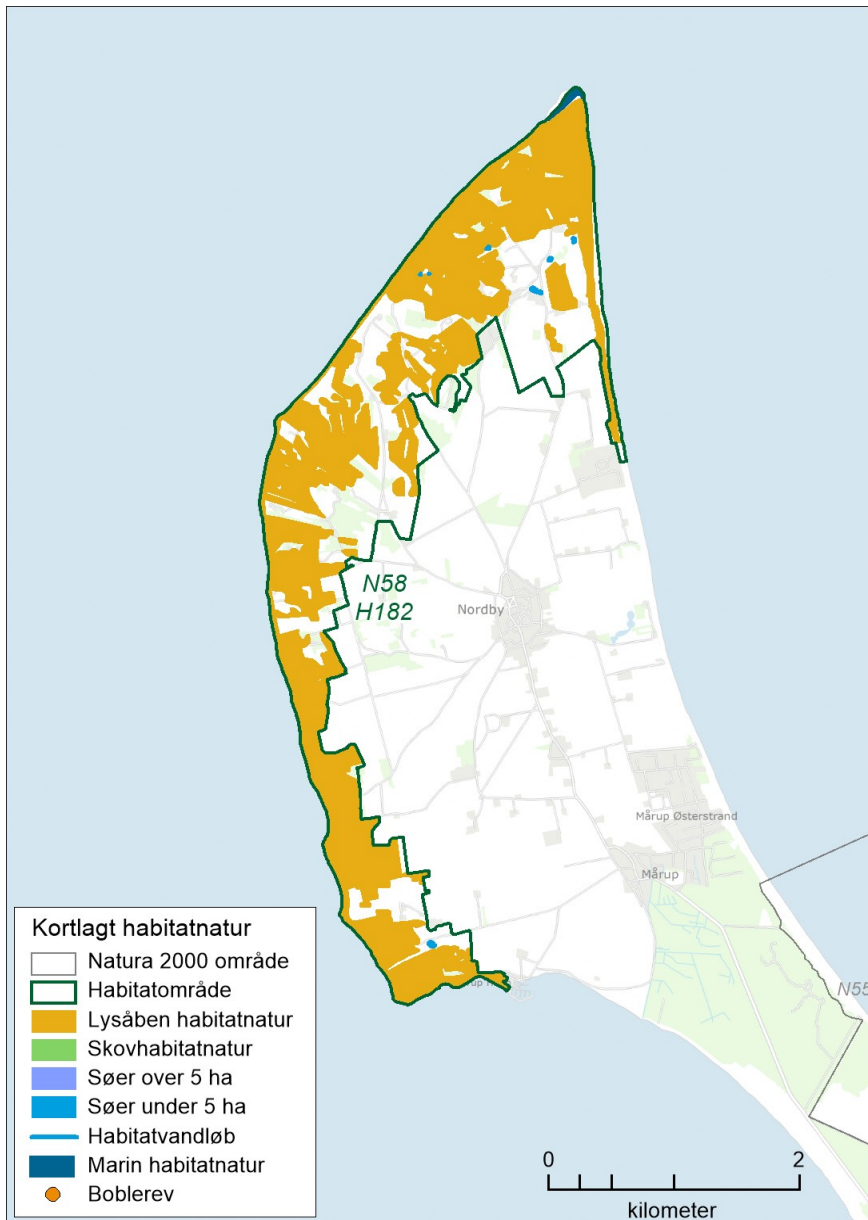 N58
H182
Nordby
Mårup Østerstrand
Mårup
N55
Kortlagt habitatnatur
Natura 2000 område
Habitatområde
Lysåben habitatnatur
Skovhabitatnatur
Søer over 5 ha
Søer under 5 ha
Habitatvandløb
Marin habitatnatur
Boblerev
0 2
kilometer